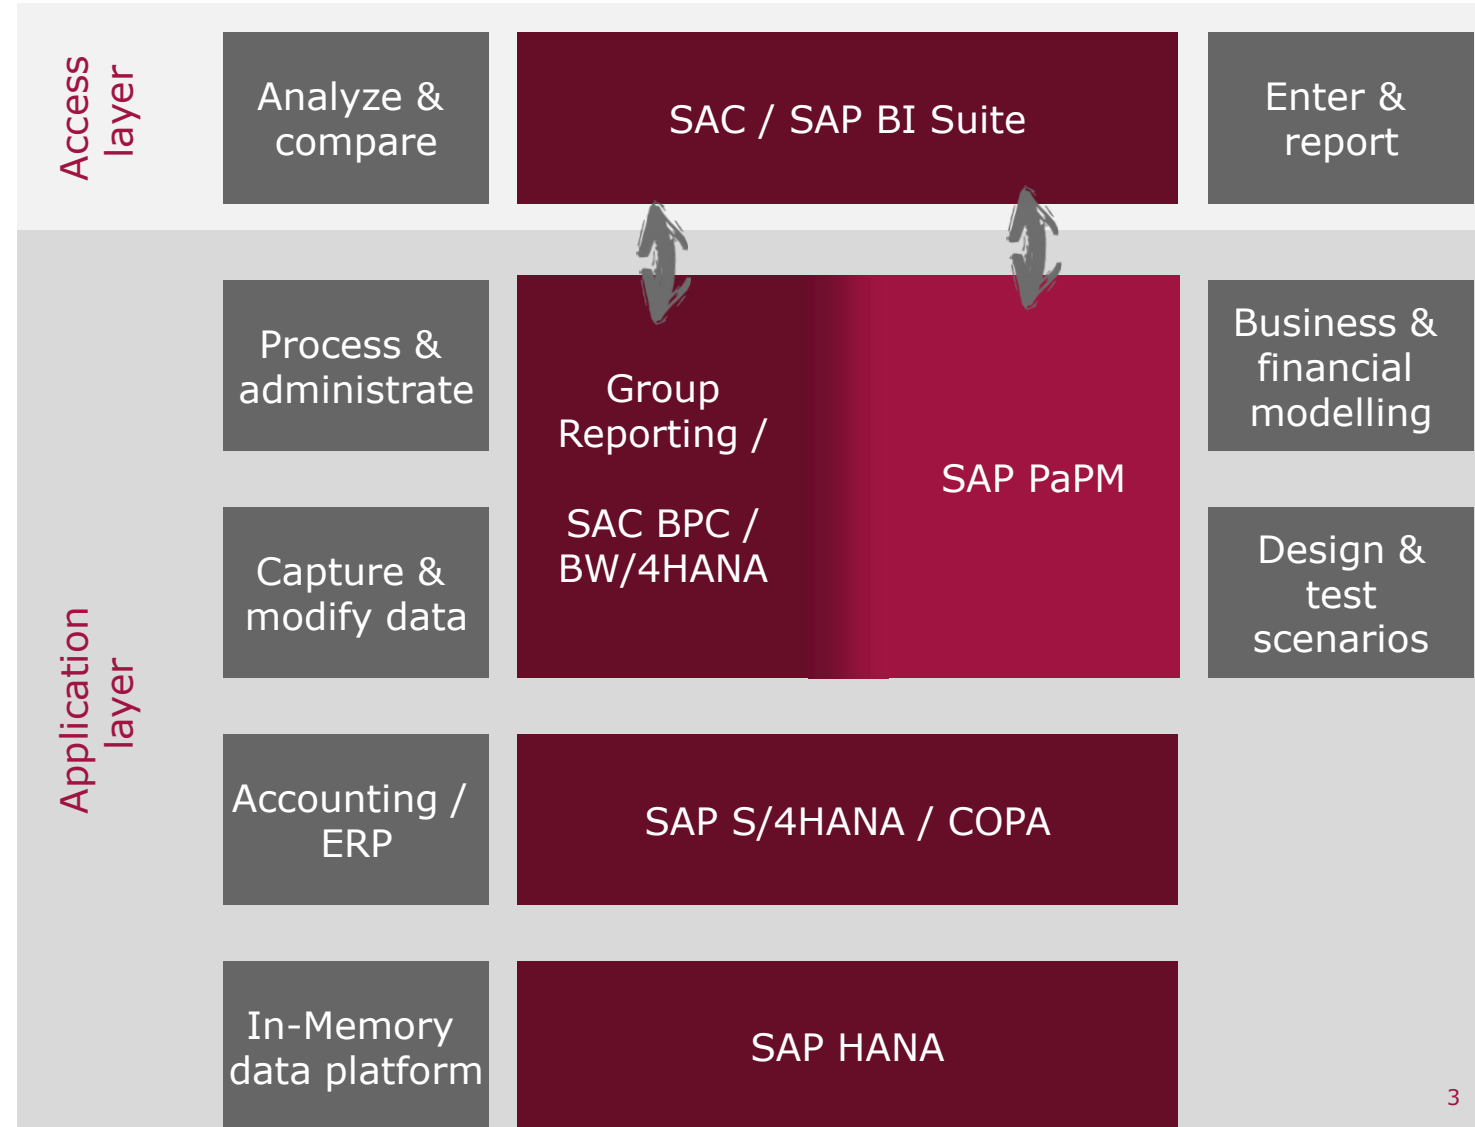 Access
layer
Analyze &
compare
SAC / SAP BI Suite
Enter &
report
Application
layer
Process &
administrate
Group
Reporting /
SAC BPC /
BW/4HANA
SAP PaPM
Business &
financial
modelling
Capture &
modify data
Design &
test
scenarios
Accounting /
ERP
SAP S/4HANA / COPA
In-Memory
data platform
SAP HANA
3